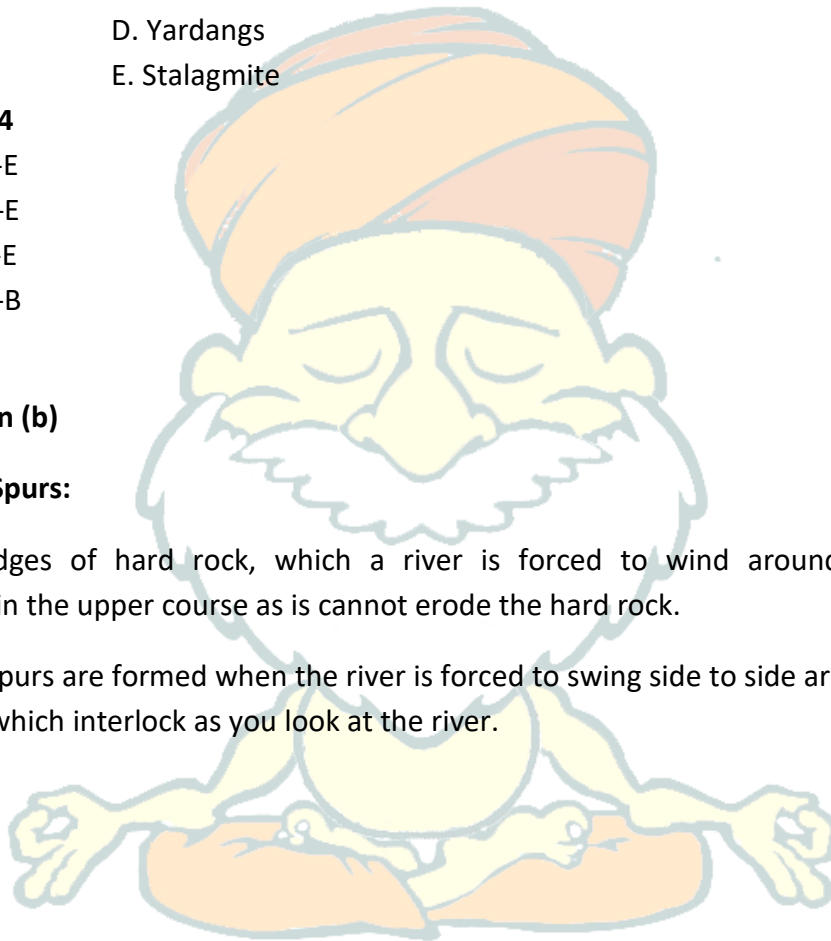 D. Yardangs
E. Stalagmite
4
-E
-E
-E
-B
n (b)
Spurs:
dges of hard rock, which a river is forced to wind around
in the upper course as is cannot erode the hard rock.
purs are formed when the river is forced to swing side to side ar
which interlock as you look at the river.